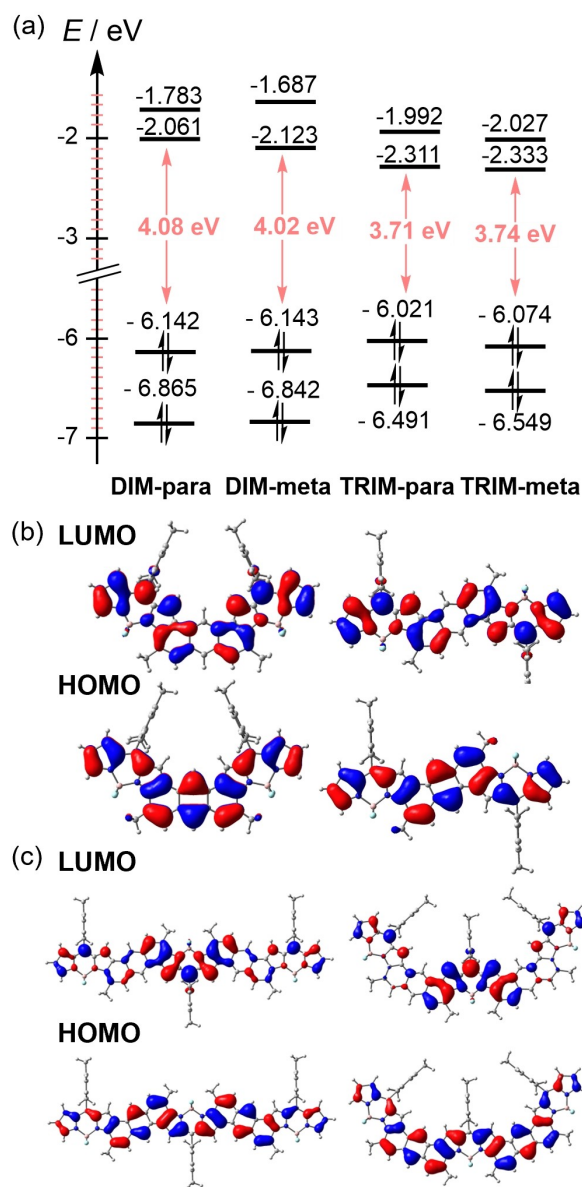 (a)
E / eV
-1.783
-2.061
-1.687
-2.123
-1.992
-2.311
-2.027
-2.333
-2
4.08 eV
4.02 eV
3.71 eV
3.74 eV
-3
- 6.142
- 6.143
- 6.021
- 6.074
-6
- 6.865
- 6.842
- 6.491
- 6.549
-7
DIM-para DIM-meta TRIM-para TRIM-meta
(b)
LUMO
HOMO
(c)
LUMO
HOMO